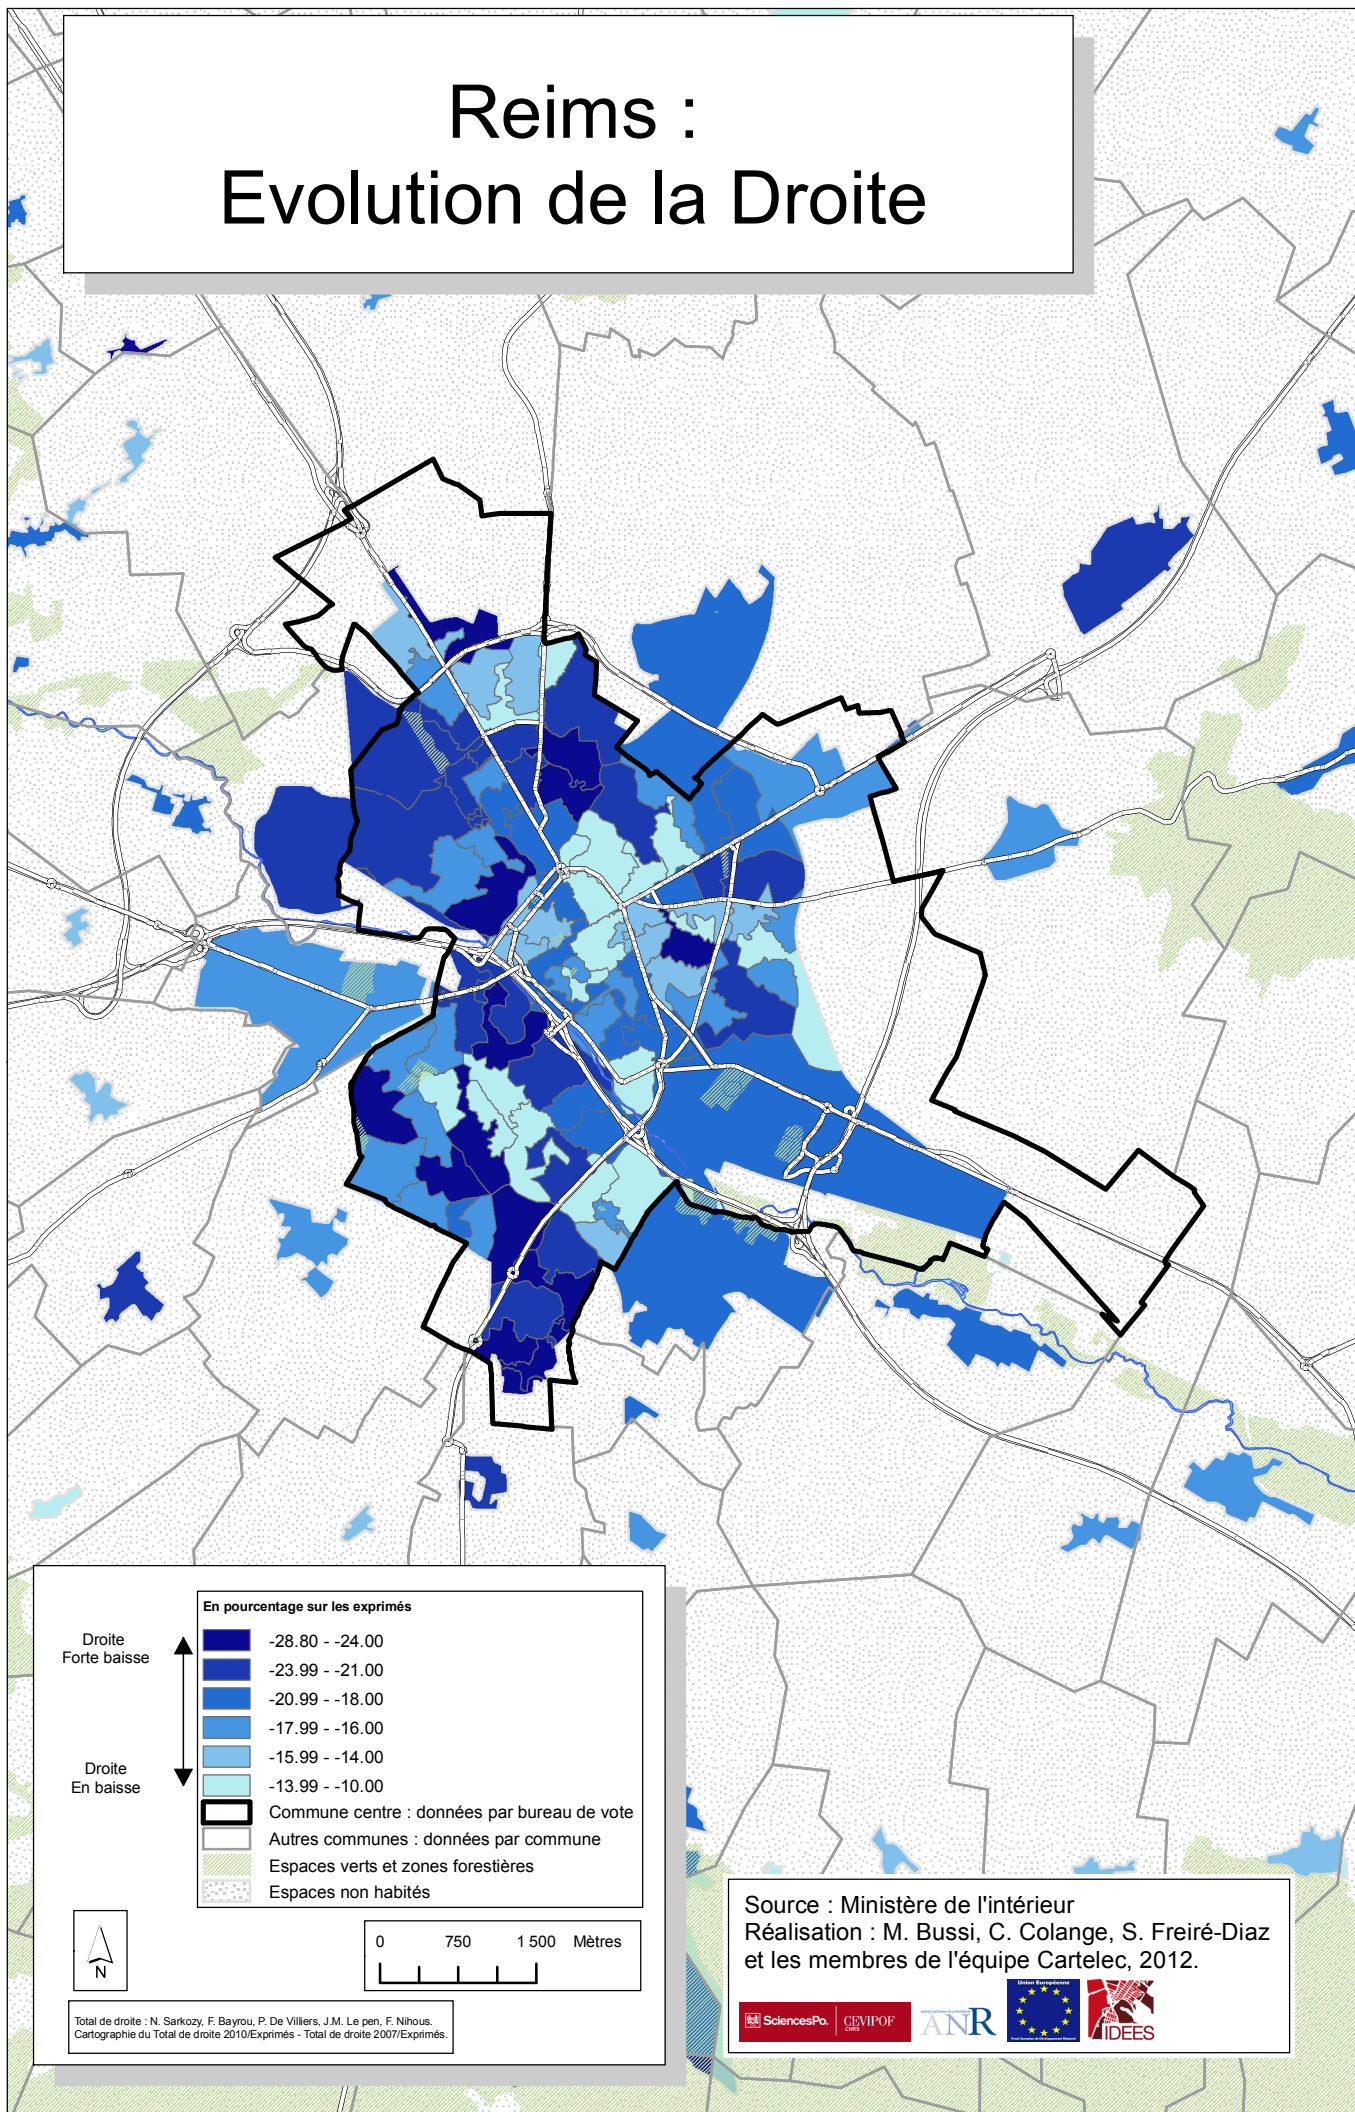 Reims :
Evolution de la Droite
En pourcentage sur les exprimés
Droite
Forte baisse
Droite
En baisse
-28.80 - -24.00
-23.99 - -21.00
-20.99 - -18.00
-17.99 - -16.00
-15.99 - -14.00
-13.99 - -10.00
Commune centre : données par bureau de vote
Autres communes : données par commune
Espaces verts et zones forestières
Espaces non habités
N
0 750 1 500 Mètres
Total de droite : N. Sarkozy, F. Bayrou, P. De Villiers, J.M. Le pen, F. Nihous.
Cartographie du Total de droite 2010/Exprimés - Total de droite 2007/Exprimés.
Source : Ministère de l'intérieur
Réalisation : M. Bussi, C. Colange, S. Freiré-Diaz
et les membres de l'équipe Cartelec, 2012.
SciencesPo.
CEVIPOF
CNRS
ANR
Union Européenne
IDEES